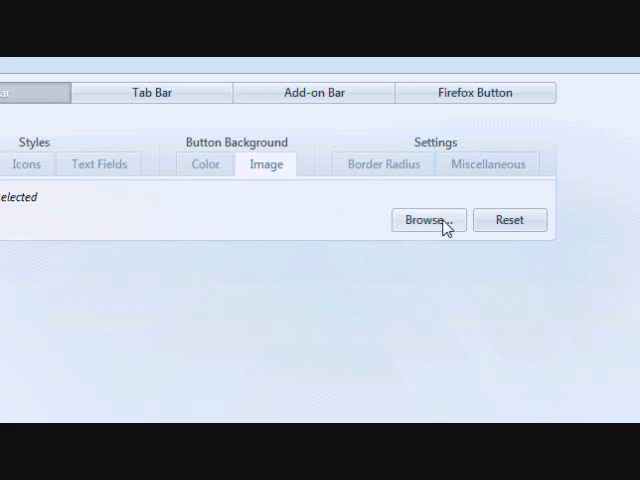 ar Tab Bar Add-on Bar Firefox Button
Styles Button Background Settings
Icons Text Fields Color Image Border Radius Miscellaneous
elected
Browse... Reset